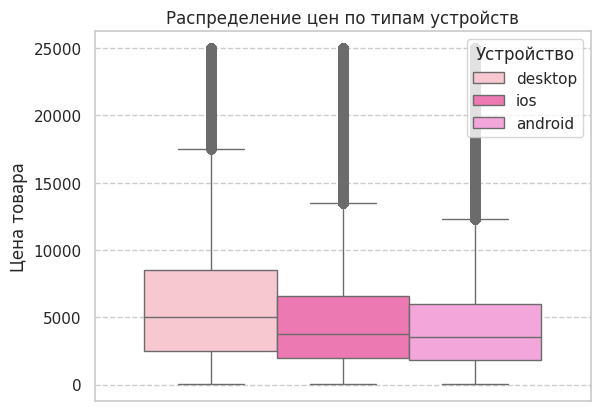 Распределение цен по типам устройств
Цена товара
25000
20000
15000
10000
5000
0
Устройство
desktop
ios
android